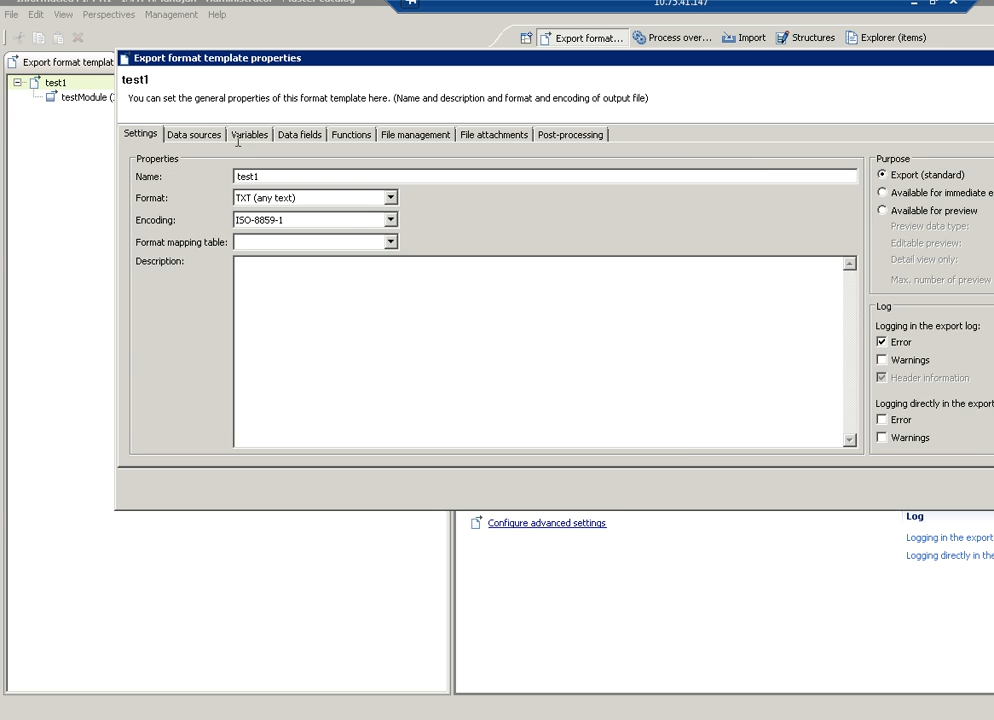 10.75.41.147
File Edit View Perspectives Management Help
Export format... Process over... Import Structures Explorer (items)
Export format templat
Export format template properties
test1
testModule (
test1
You can set the general properties of this format template here. (Name and description and format and encoding of output file)
Settings Data sources Variables Data fields Functions File management File attachments Post-processing
Properties
Name: test1
Format: TXT (any text)
Encoding: ISO-8859-1
Format mapping table:
Description:
Purpose
Export (standard)
Available for immediate e
Available for preview
Preview data type:
Editable preview:
Detail view only:
Max. number of preview
Log
Logging in the export log:
Error
Warnings
Header information
Logging directly in the export
Error
Warnings
Configure advanced settings
Log
Logging in the export
Logging directly in the